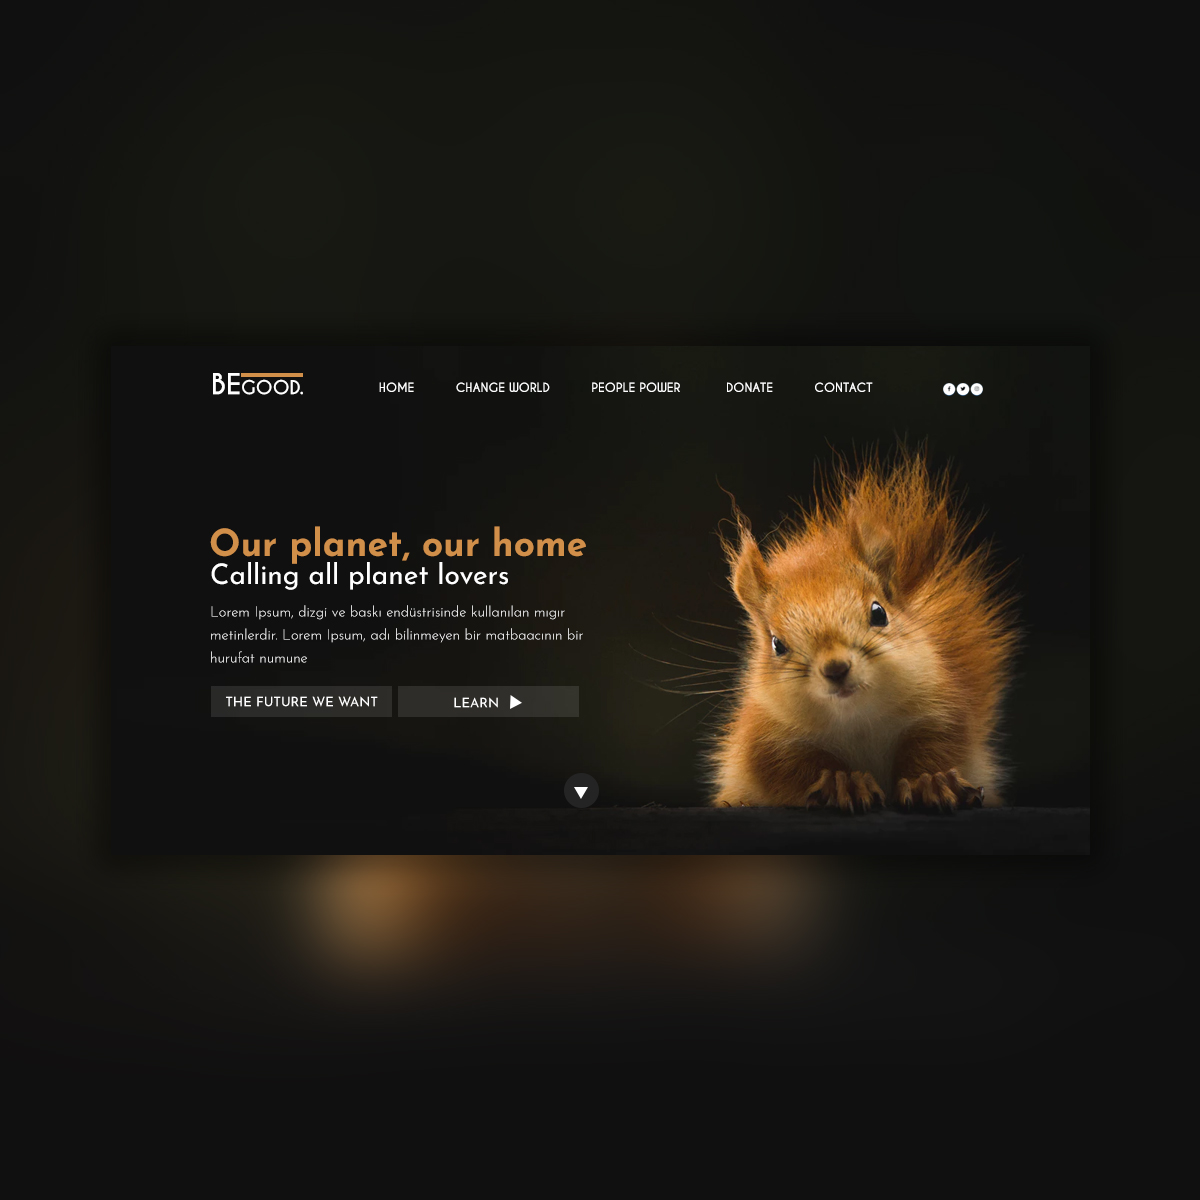 BEGOOD.
HOME CHANGE WORLD PEOPLE POWER DONATE CONTACT
Our planet, our home
Calling all planet lovers
Lorem Ipsum, dizgi ve baskı endüstrisinde kullanılan mıgır
metinlerdir. Lorem Ipsum, adı bilinmeyen bir matbaacının bir
hurufat numune
THE FUTURE WE WANT LEARN